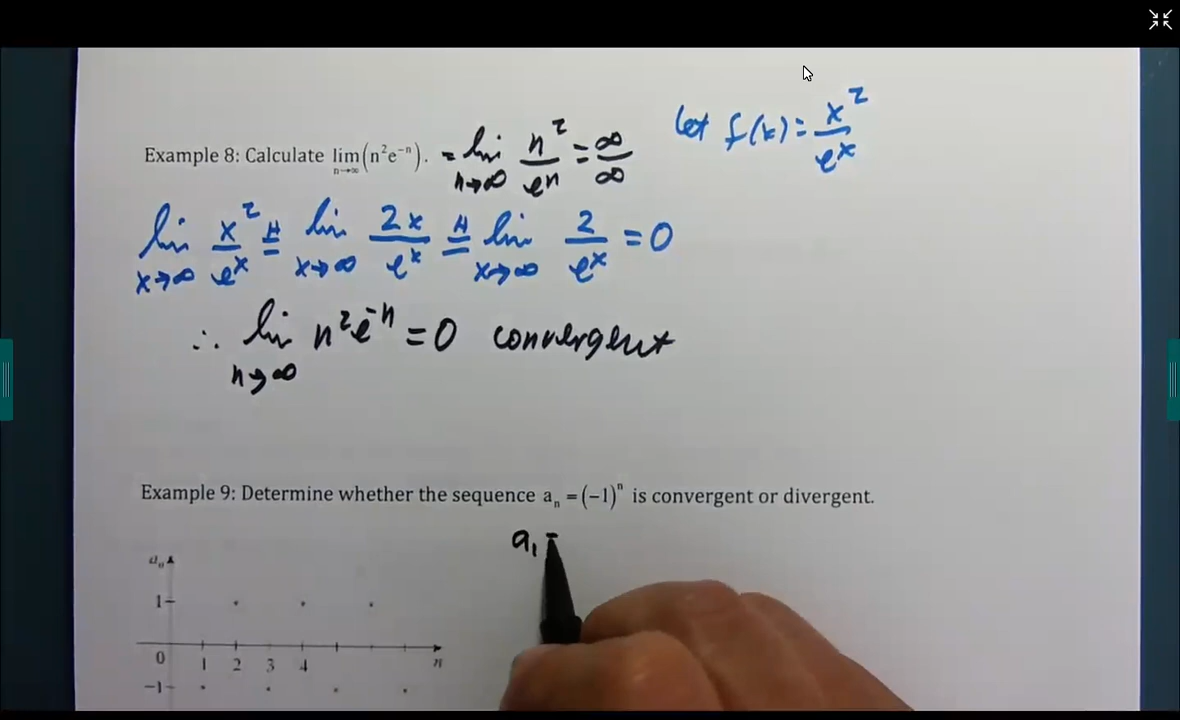 let f(x) = x²/eˣ
Example 8: Calculate lim n→∞ (n²e⁻ⁿ). = lim n→∞ n²/eⁿ = ∞/∞
lim x→∞ x²/eˣ H= lim x→∞ 2x/eˣ H= lim x→∞ 2/eˣ = 0
∴ lim n→∞ n²e⁻ⁿ = 0 convergent
Example 9: Determine whether the sequence aₙ = (−1)ⁿ is convergent or divergent.
a₁ =
aₙ
1
0 1 2 3 4 n
−1